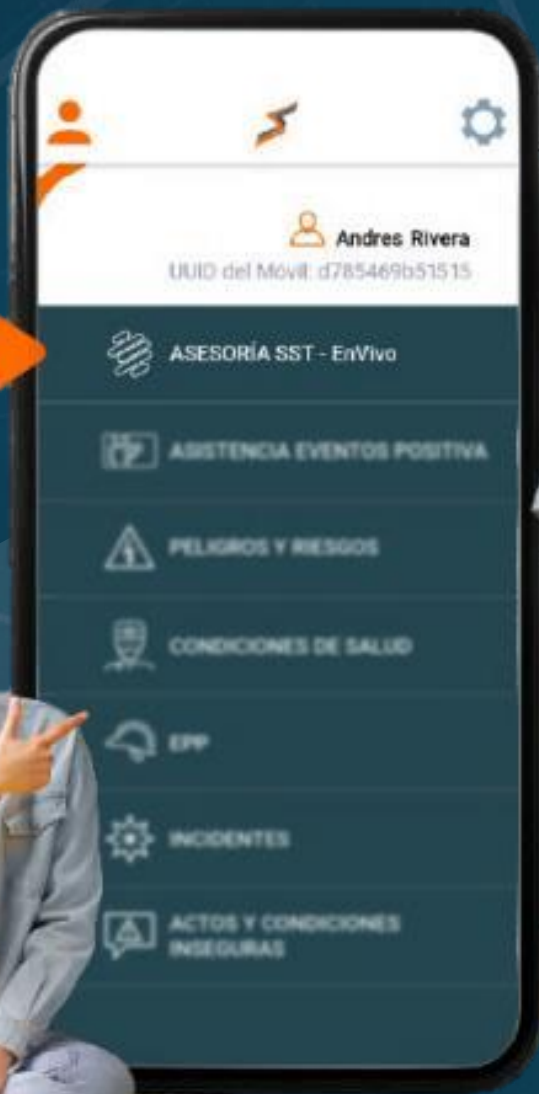 Andres Rivera
UUID del Móvil: d785469b51515
ASESORÍA SST - EnVivo
ASISTENCIA EVENTOS POSITIVA
PELIGROS Y RIESGOS
CONDICIONES DE SALUD
EPP
INCIDENTES
ACTOS Y CONDICIONES
INSEGURAS